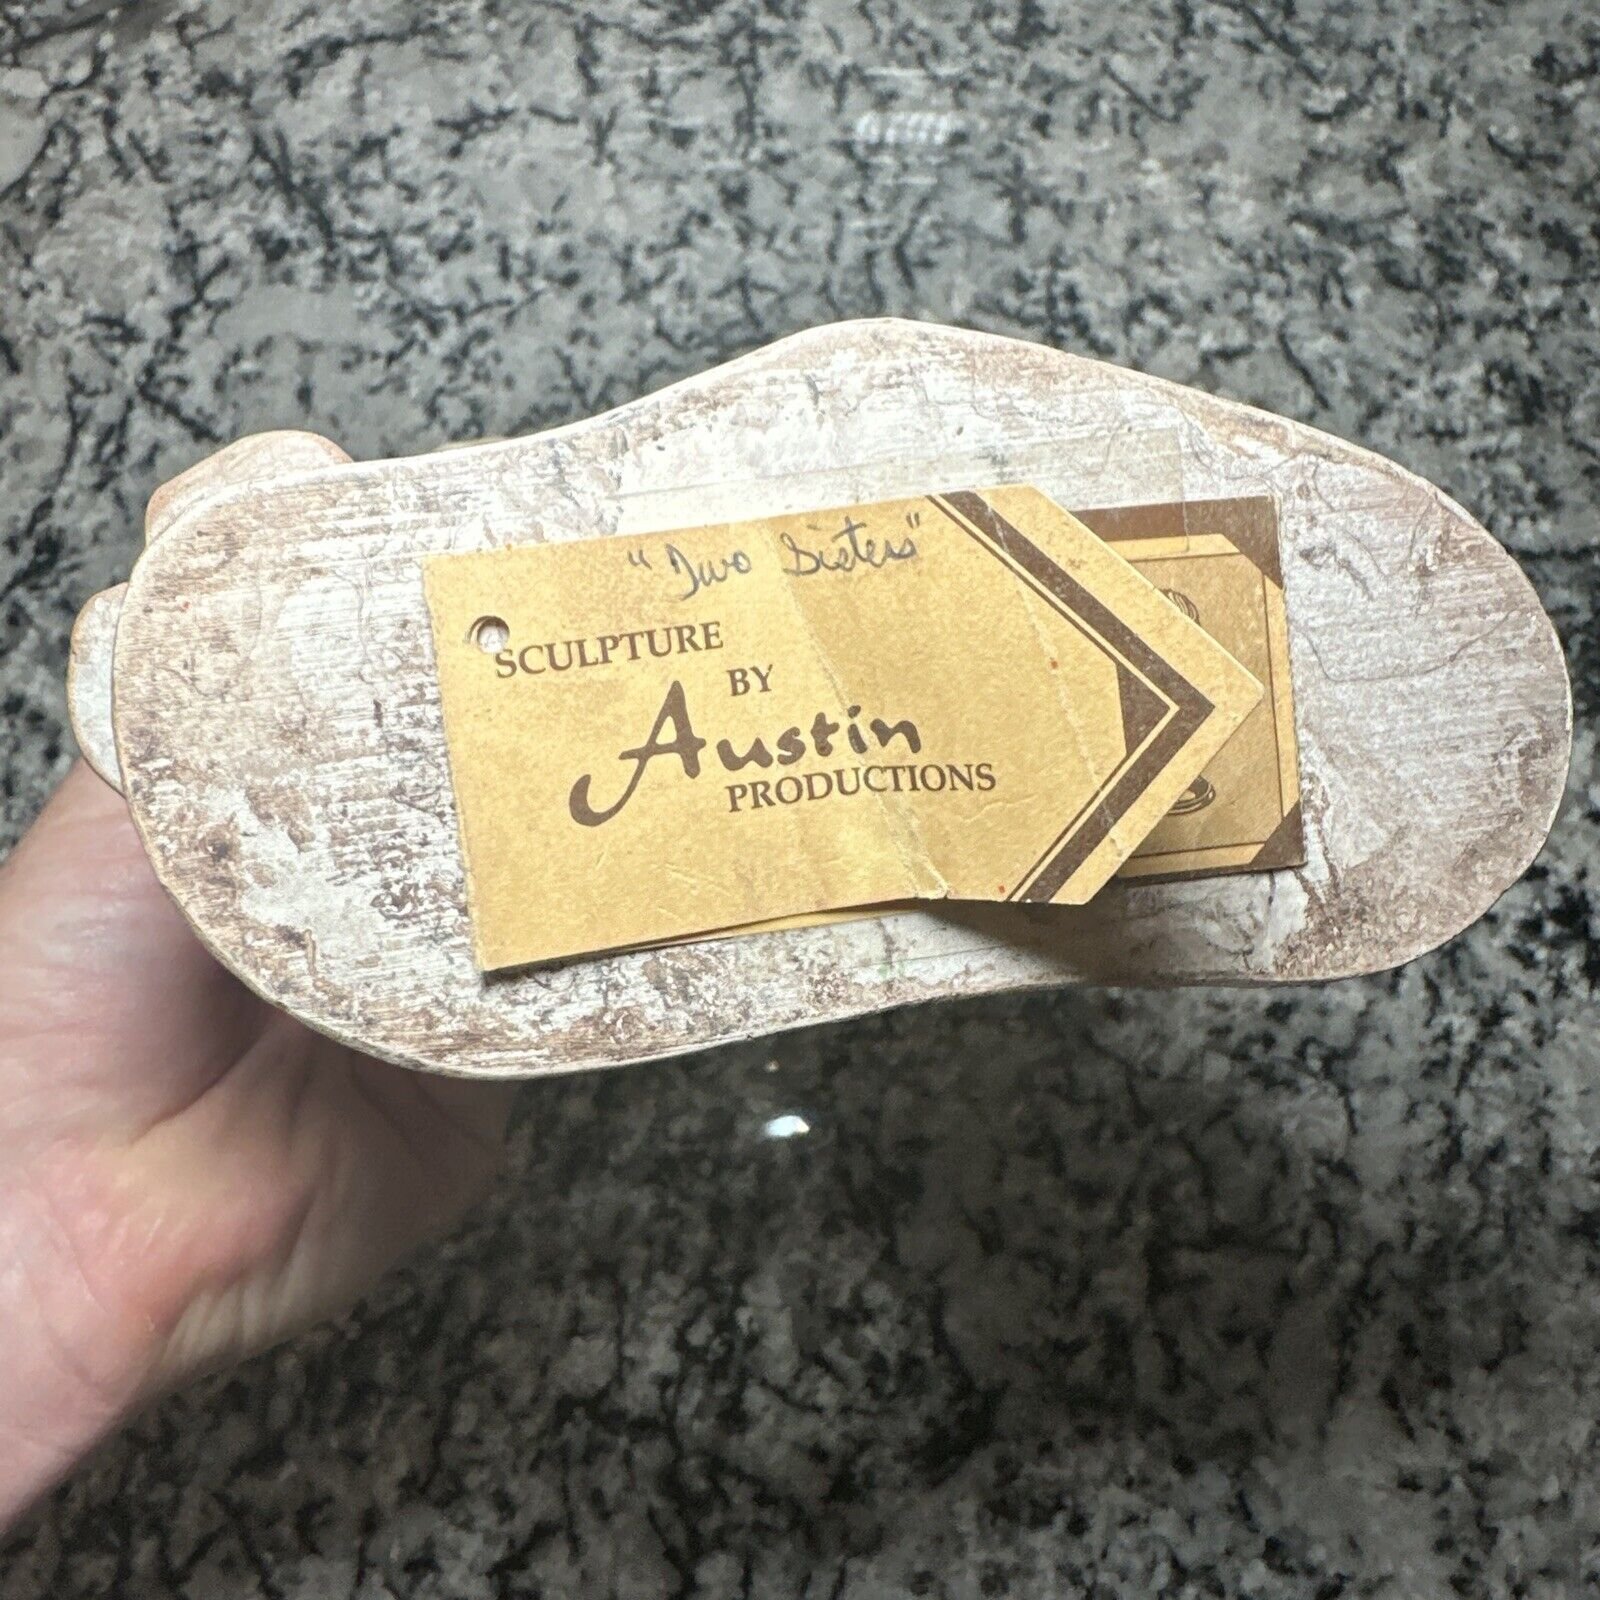 "Two Sisters"
SCULPTURE
BY
Austin
PRODUCTIONS